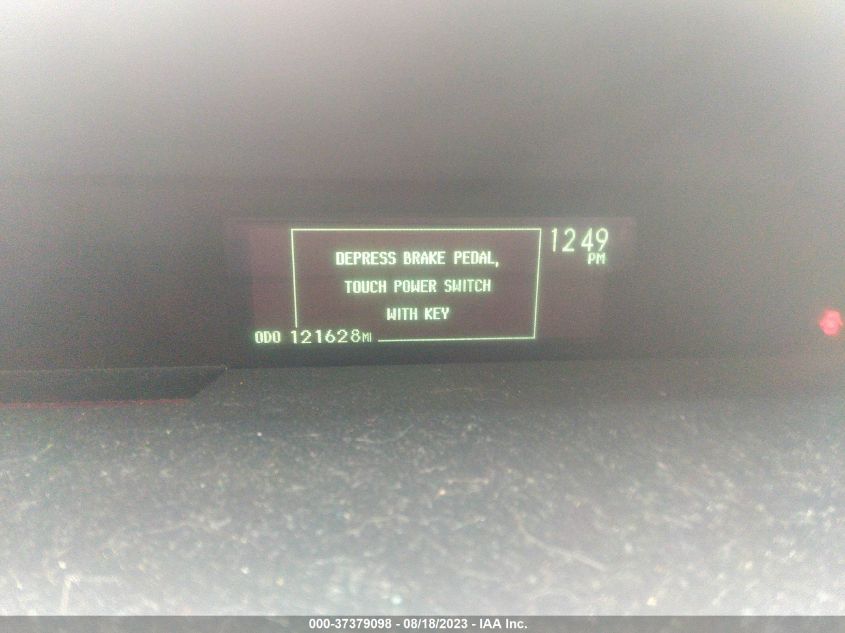 DEPRESS BRAKE PEDAL,
TOUCH POWER SWITCH
WITH KEY
1249
PM
ODO 121628MI
000-37379098 - 08/18/2023 - IAA Inc.